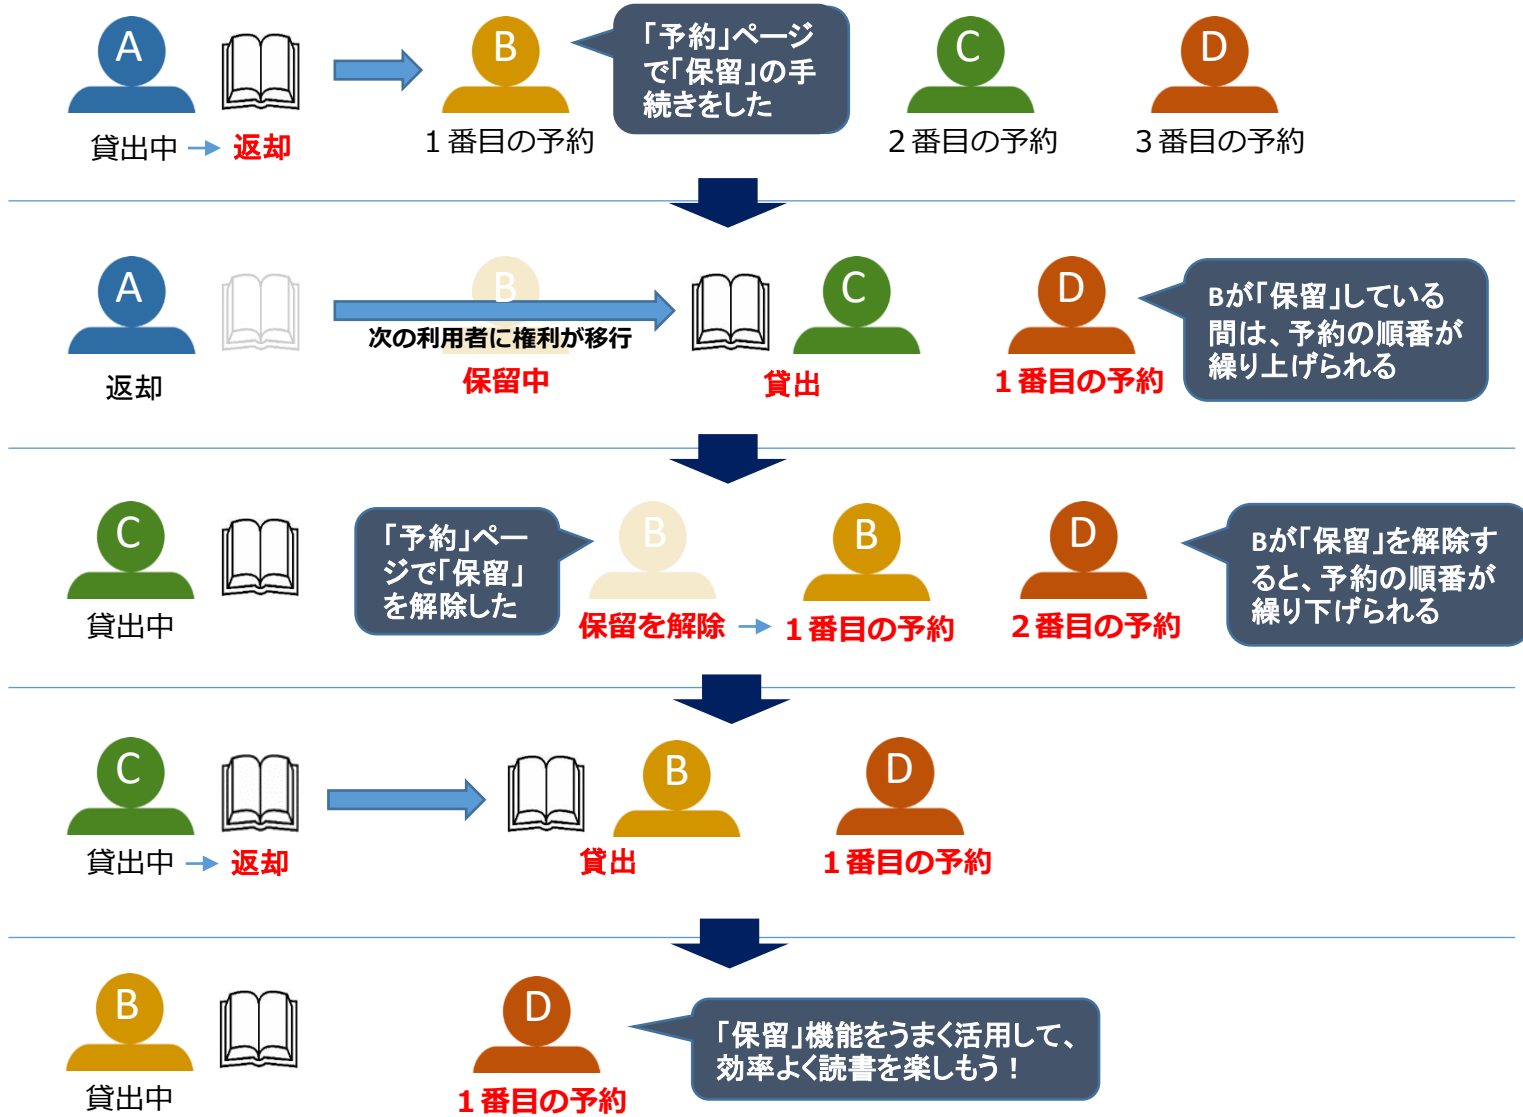 A
B
「予約」ページ
で「保留」の手
続きをした
C
D
貸出中
返却
１番目の予約
２番目の予約
３番目の予約
A
B
C
D
Bが「保留」している
間は、予約の順番が
繰り上げられる
次の利用者に権利が移行
返却
保留中
貸出
１番目の予約
C
「予約」ペー
ジで「保留」
を解除した
B
B
D
Bが「保留」を解除す
ると、予約の順番が
繰り下げられる
貸出中
保留を解除
１番目の予約
２番目の予約
C
B
D
貸出中
返却
貸出
１番目の予約
B
D
「保留」機能をうまく活用して、
効率よく読書を楽しもう！
貸出中
１番目の予約